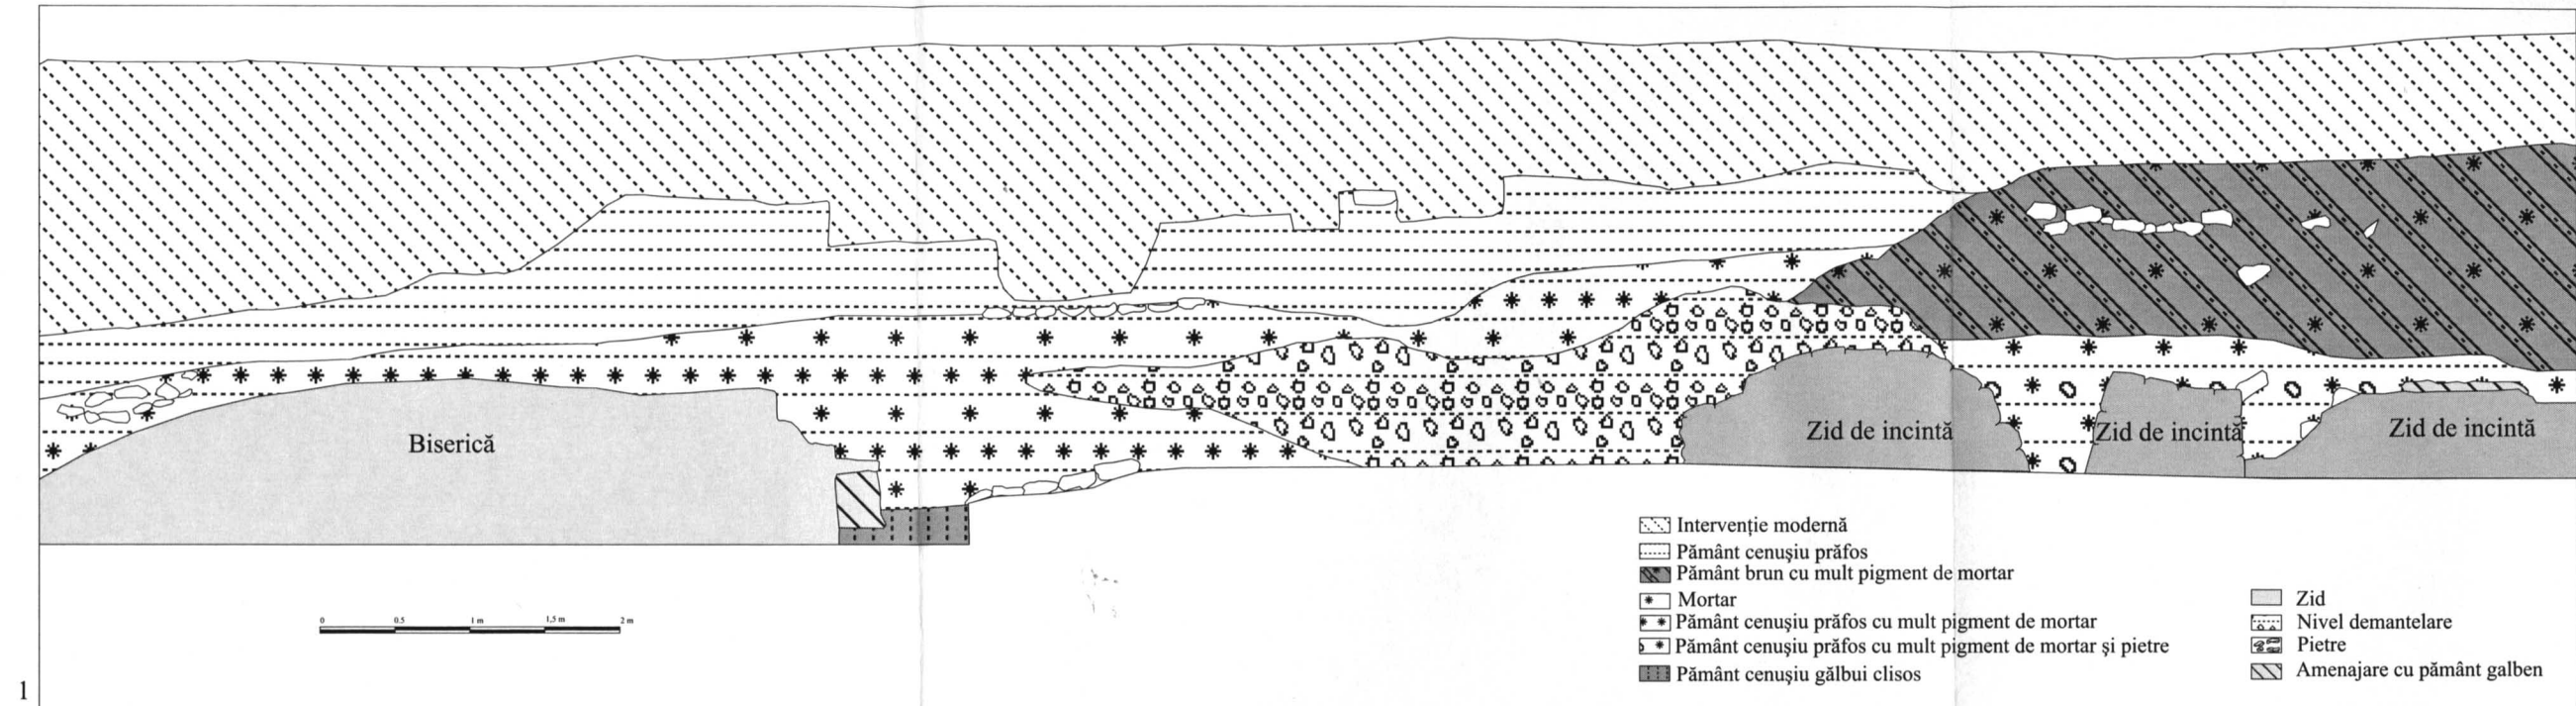 Biserică
Zid de incintă
Zid de incintă
Zid de incintă
0 0.5 1 m 1,5 m 2 m
Intervenție modernă
Pământ cenușiu prăfos
Pământ brun cu mult pigment de mortar
Mortar
Pământ cenușiu prăfos cu mult pigment de mortar
Pământ cenușiu prăfos cu mult pigment de mortar și pietre
Pământ cenușiu gălbui clisos
Zid
Nivel demantelare
Pietre
Amenajare cu pământ galben
1